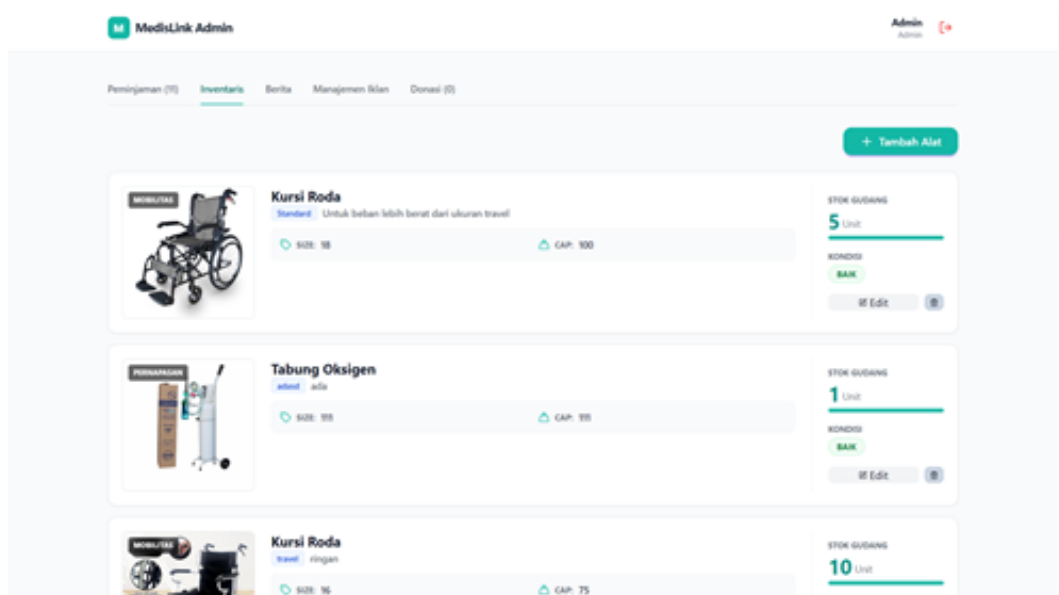 M MedisLink Admin
Admin
Admin
Peminjaman (11) Inventaris Berita Manajemen Iklan Donasi (0)
+ Tambah Alat
MOBILITAS
Kursi Roda
Standard Untuk beban lebih berat dari ukuran travel
SIZE: 18 CAP: 100
STOK GUDANG
5 Unit
KONDISI
BAIK
Edit
PERNAPASAN
Tabung Oksigen
ada
SIZE: 111 CAP: 111
STOK GUDANG
1 Unit
KONDISI
BAIK
Edit
MOBILITAS
Kursi Roda
travel ringan
SIZE: 16 CAP: 75
STOK GUDANG
10 Unit